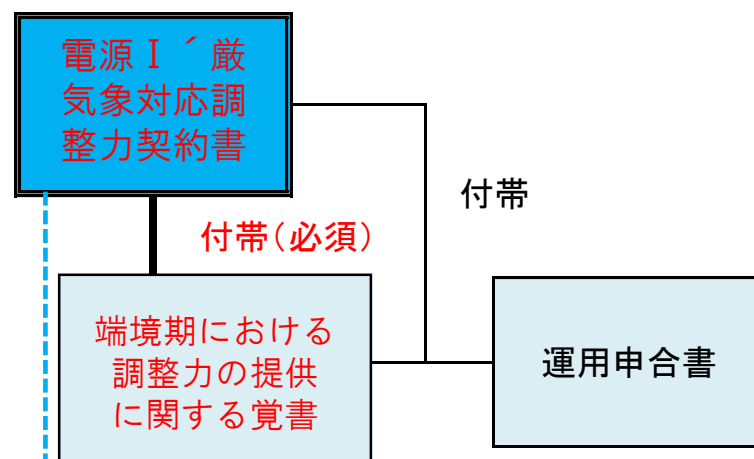 電源Ⅰ´厳
気象対応調
整力契約書
付帯
付帯(必須)
端境期における
調整力の提供
に関する覚書
運用申合書